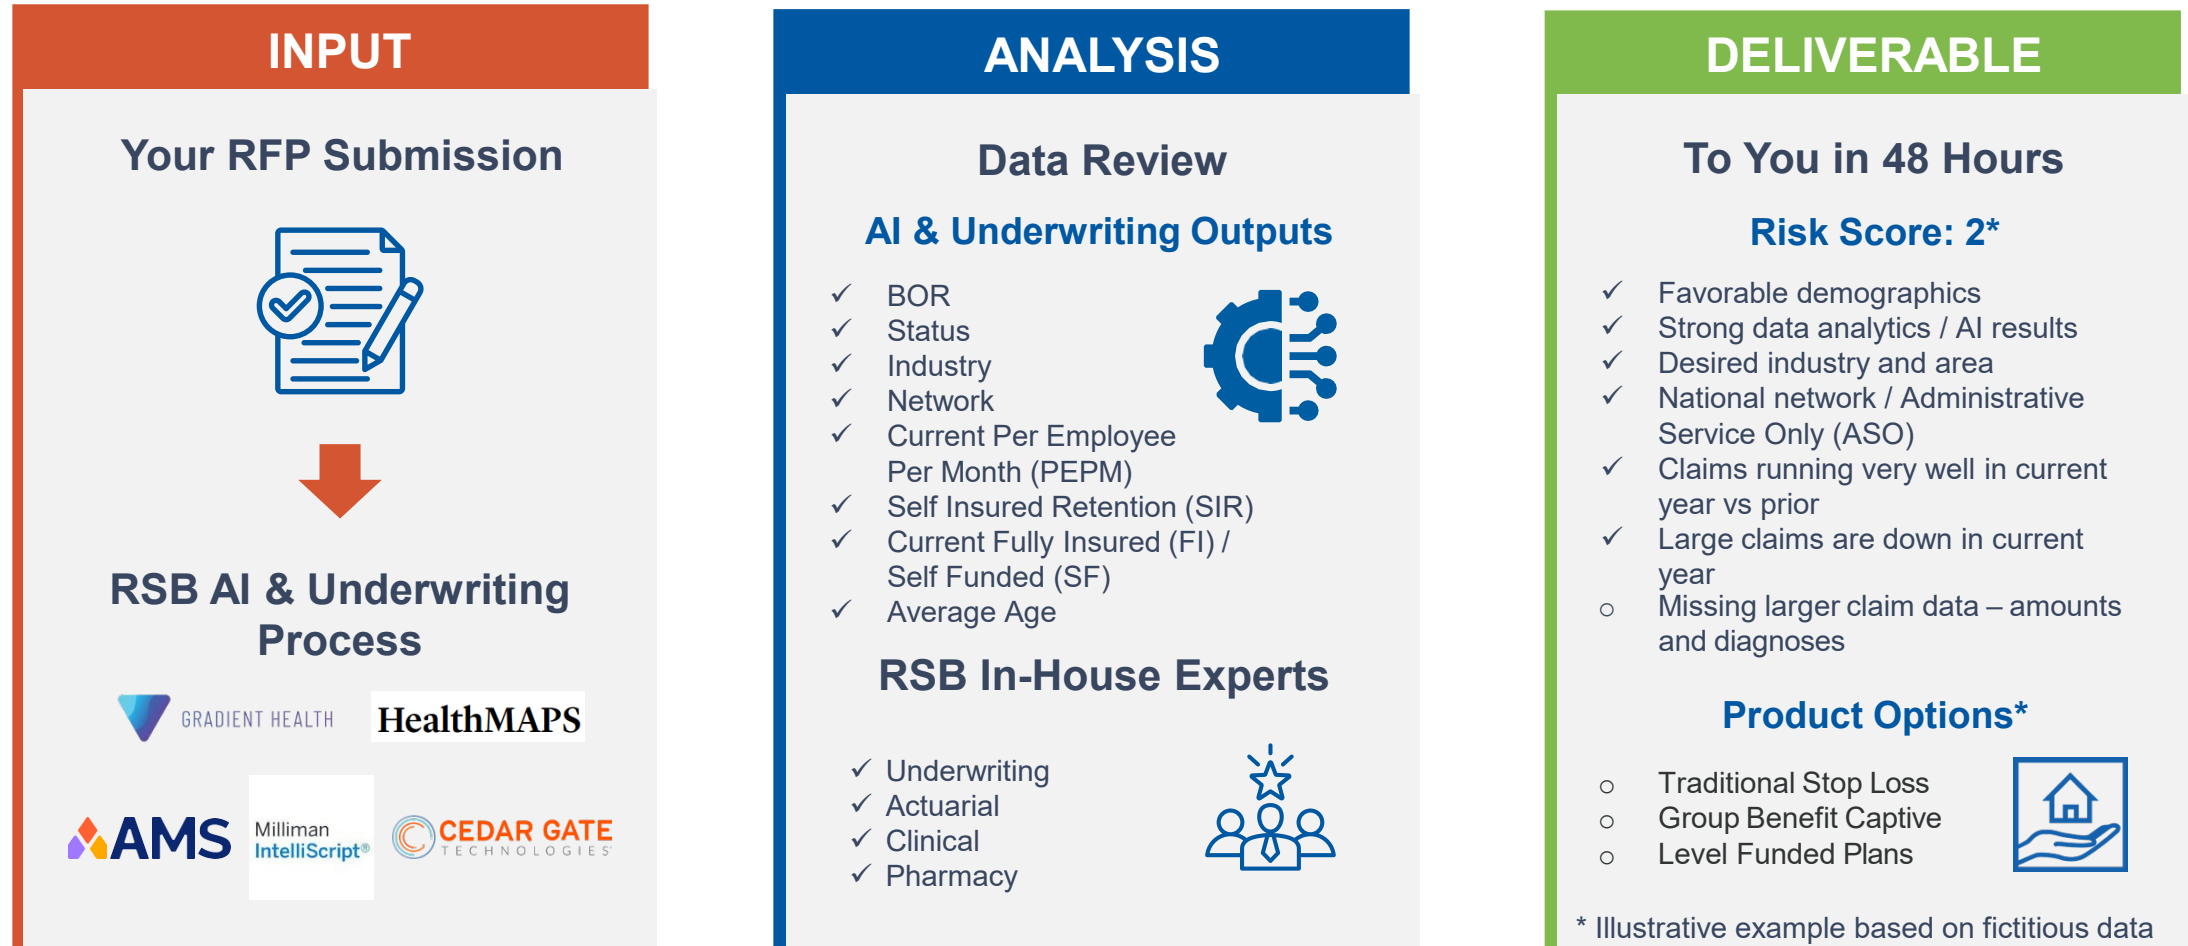 INPUT
Your RFP Submission
RSB AI & Underwriting
Process
GRADIENT HEALTH
HealthMAPS
AMS
Milliman
IntelliScript®
CEDAR GATE
TECHNOLOGIES
ANALYSIS
Data Review
AI & Underwriting Outputs
✓ BOR
✓ Status
✓ Industry
✓ Network
✓ Current Per Employee
Per Month (PEPM)
✓ Self Insured Retention (SIR)
✓ Current Fully Insured (FI) /
Self Funded (SF)
✓ Average Age
RSB In-House Experts
✓ Underwriting
✓ Actuarial
✓ Clinical
✓ Pharmacy
DELIVERABLE
To You in 48 Hours
Risk Score: 2*
✓ Favorable demographics
✓ Strong data analytics / AI results
✓ Desired industry and area
✓ National network / Administrative
Service Only (ASO)
✓ Claims running very well in current
year vs prior
✓ Large claims are down in current
year
○ Missing larger claim data – amounts
and diagnoses
Product Options*
○ Traditional Stop Loss
○ Group Benefit Captive
○ Level Funded Plans
* Illustrative example based on fictitious data